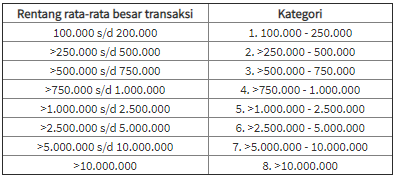 Rentang rata-rata besar transaksi Kategori
100.000 s/d 200.000 1. 100.000 - 250.000
>250.000 s/d 500.000 2. >250.000 - 500.000
>500.000 s/d 750.000 3. >500.000 - 750.000
>750.000 s/d 1.000.000 4. >750.000 - 1.000.000
>1.000.000 s/d 2.500.000 5. >1.000.000 - 2.500.000
>2.500.000 s/d 5.000.000 6. >2.500.000 - 5.000.000
>5.000.000 s/d 10.000.000 7. >5.000.000 - 10.000.000
>10.000.000 8. >10.000.000